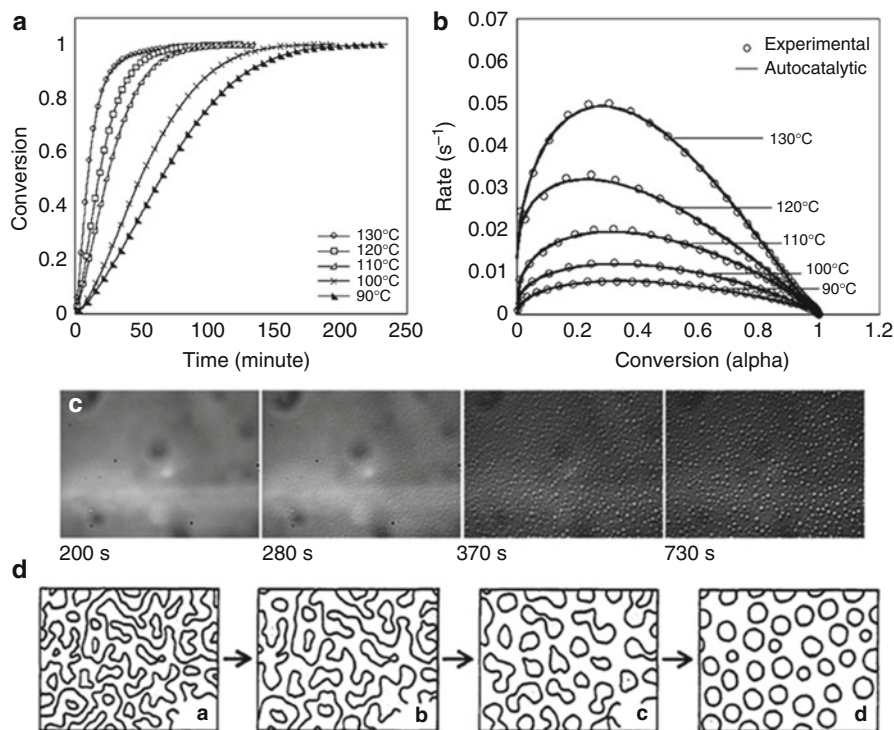 a
1
0.8
0.6
0.4
0.2
0
Conversion
0 50 100 150 200 250
Time (minute)
130°C
120°C
110°C
100°C
90°C
b
0.07
0.06
0.05
0.04
0.03
0.02
0.01
0
Rate (s⁻¹)
Experimental
Autocatalytic
130°C
120°C
110°C
100°C
90°C
0 0.2 0.4 0.6 0.8 1 1.2
Conversion (alpha)
c
200 s 280 s 370 s 730 s
d
a b c d